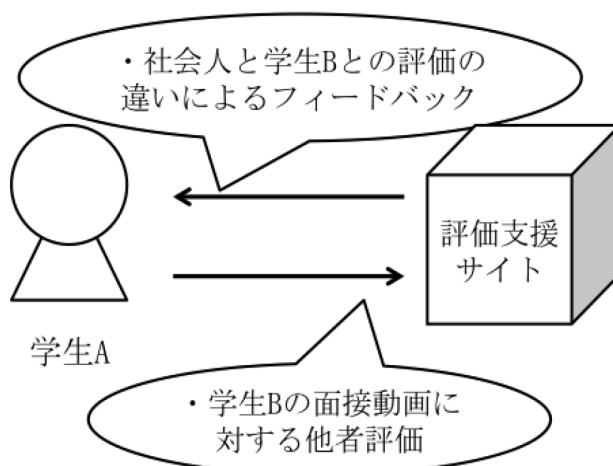 ・社会人と学生Bとの評価の
違いによるフィードバック
評価支援
サイト
学生A
・学生Bの面接動画に
対する他者評価